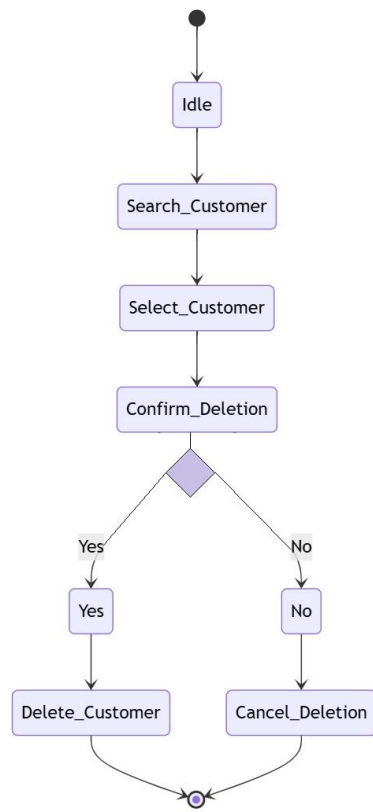 Idle
Search_Customer
Select_Customer
Confirm_Deletion
Yes
No
Yes
No
Delete_Customer
Cancel_Deletion